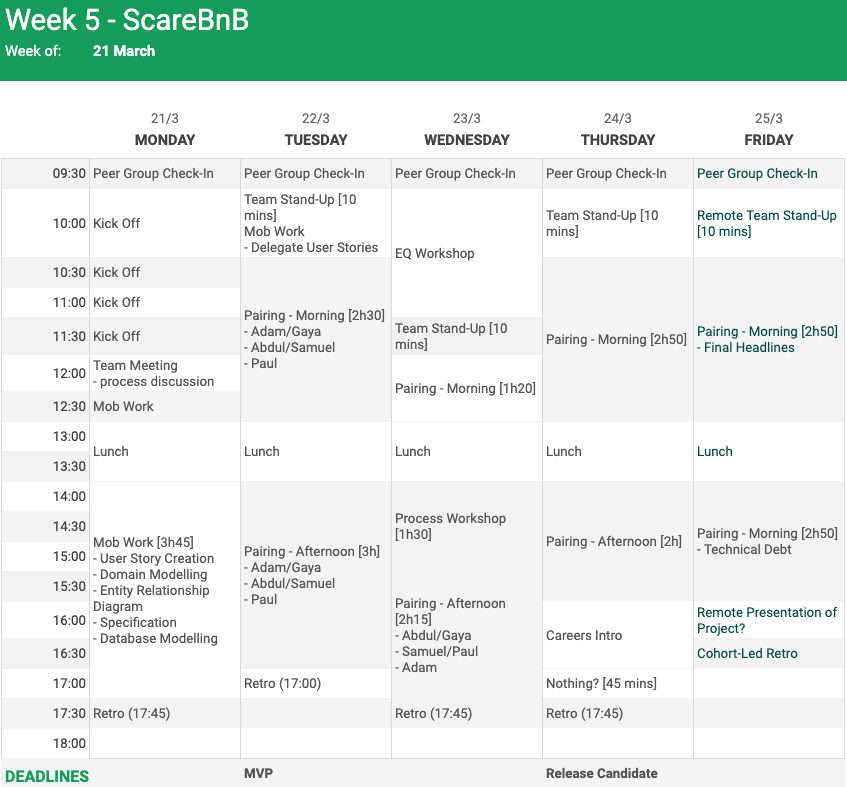 Week 5 - ScareBnB
Week of: 21 March
21/3 22/3 23/3 24/3 25/3
MONDAY TUESDAY WEDNESDAY THURSDAY FRIDAY
09:30 Peer Group Check-In Peer Group Check-In Peer Group Check-In Peer Group Check-In Peer Group Check-In
10:00 Kick Off
Team Stand-Up [10
mins]
Mob Work
- Delegate User Stories
EQ Workshop
Team Stand-Up [10
mins]
Remote Team Stand-Up
[10 mins]
10:30 Kick Off
11:00 Kick Off
Pairing - Morning [2h30]
- Adam/Gaya
- Abdul/Samuel
- Paul
11:30 Kick Off
Team Stand-Up [10
mins]
Pairing - Morning [2h50]
Pairing - Morning [2h50]
- Final Headlines
12:00 Team Meeting
- process discussion
Pairing - Morning [1h20]
12:30 Mob Work
13:00
Lunch Lunch Lunch Lunch Lunch
13:30
14:00
14:30
Process Workshop
[1h30]
15:00
Mob Work [3h45]
- User Story Creation
- Domain Modelling
- Entity Relationship
Diagram
- Specification
- Database Modelling
Pairing - Afternoon [3h]
- Adam/Gaya
- Abdul/Samuel
- Paul
Pairing - Afternoon [2h]
Pairing - Morning [2h50]
- Technical Debt
15:30
16:00
Pairing - Afternoon
[2h15]
- Abdul/Gaya
- Samuel/Paul
- Adam
Careers Intro
Remote Presentation of
Project?
16:30 Cohort-Led Retro
17:00 Retro (17:00) Nothing? [45 mins]
17:30 Retro (17:45) Retro (17:45) Retro (17:45)
18:00
DEADLINES MVP Release Candidate